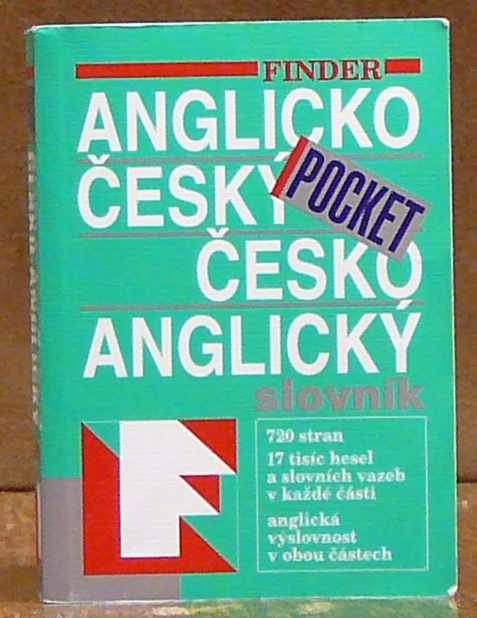 FINDER
ANGLICKO
ČESKÝ
POCKET
ČESKO
ANGLICKÝ
slovník
720 stran
17 tisíc hesel
a slovních vazeb
v každé části
anglická
výslovnost
v obou částech